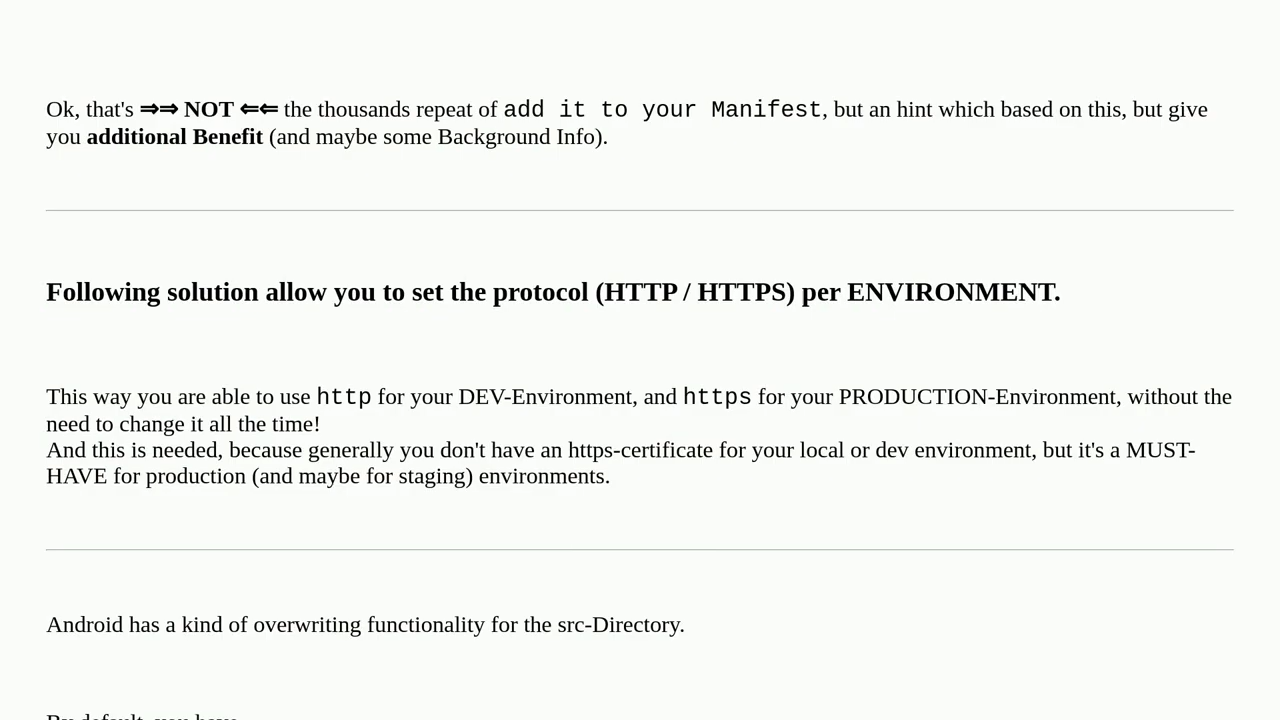 Ok, that's ⇒⇒ NOT ⇐⇐ the thousands repeat of add it to your Manifest, but an hint which based on this, but give
you additional Benefit (and maybe some Background Info).
Following solution allow you to set the protocol (HTTP / HTTPS) per ENVIRONMENT.
This way you are able to use http for your DEV-Environment, and https for your PRODUCTION-Environment, without the
need to change it all the time!
And this is needed, because generally you don't have an https-certificate for your local or dev environment, but it's a MUST-
HAVE for production (and maybe for staging) environments.
Android has a kind of overwriting functionality for the src-Directory.
By default, you have